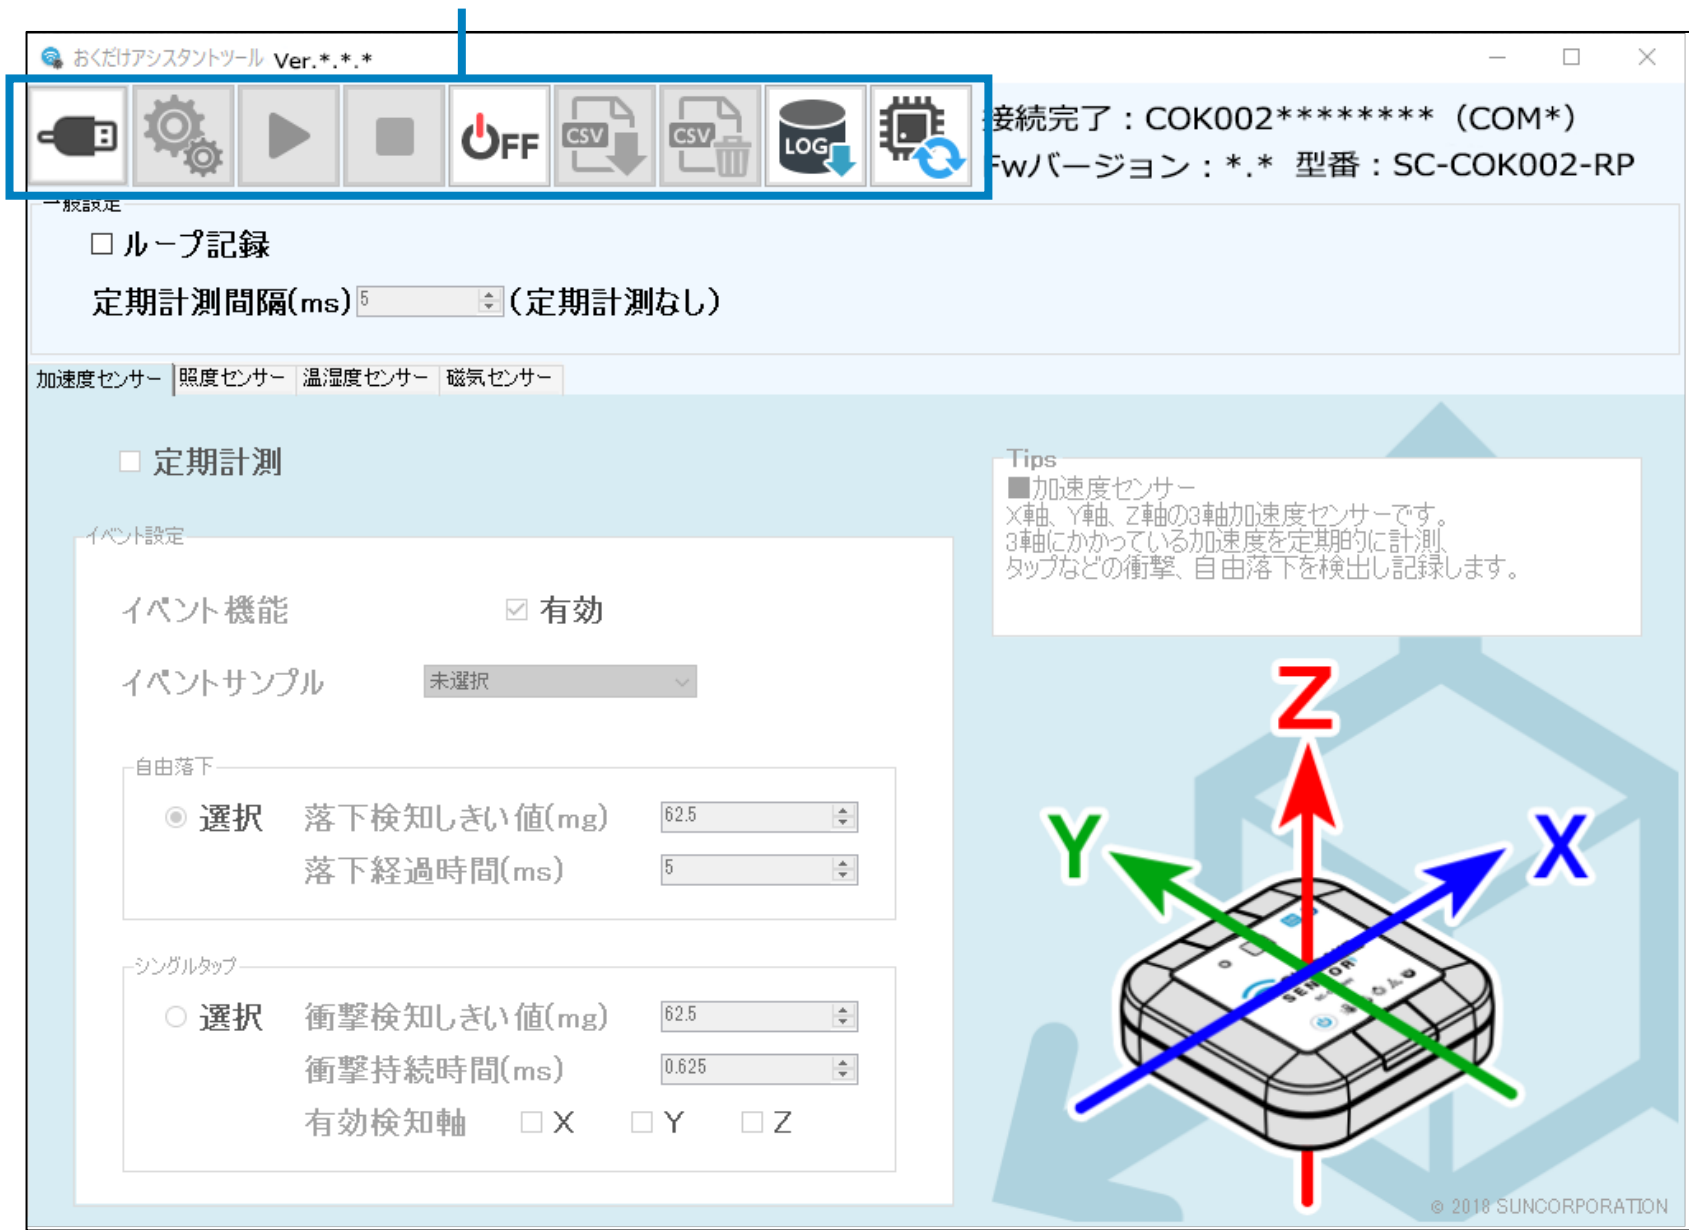 おくだけアシスタントツール Ver.*.*.*
OFF
CSV
CSV
LOG
接続完了：COK002******** （COM*）
Fwバージョン：*.* 型番：SC-COK002-RP
一般設定
ループ記録
定期計測間隔(ms) 5 (定期計測なし)
加速度センサー 照度センサー 温湿度センサー 磁気センサー
定期計測
イベント設定
イベント機能 有効
イベントサンプル 未選択
自由落下
選択 落下検知しきい値(mg) 62.5
落下経過時間(ms) 5
シングルタップ
選択 衝撃検知しきい値(mg) 62.5
衝撃持続時間(ms) 0.625
有効検知軸 X Y Z
Tips
■加速度センサー
X軸、Y軸、Z軸の3軸加速度センサーです。
3軸にかかっている加速度を定期的に計測、
タップなどの衝撃、自由落下を検出し記録します。
Z
Y
X
SENSOR
© 2018 SUNCORPORATION